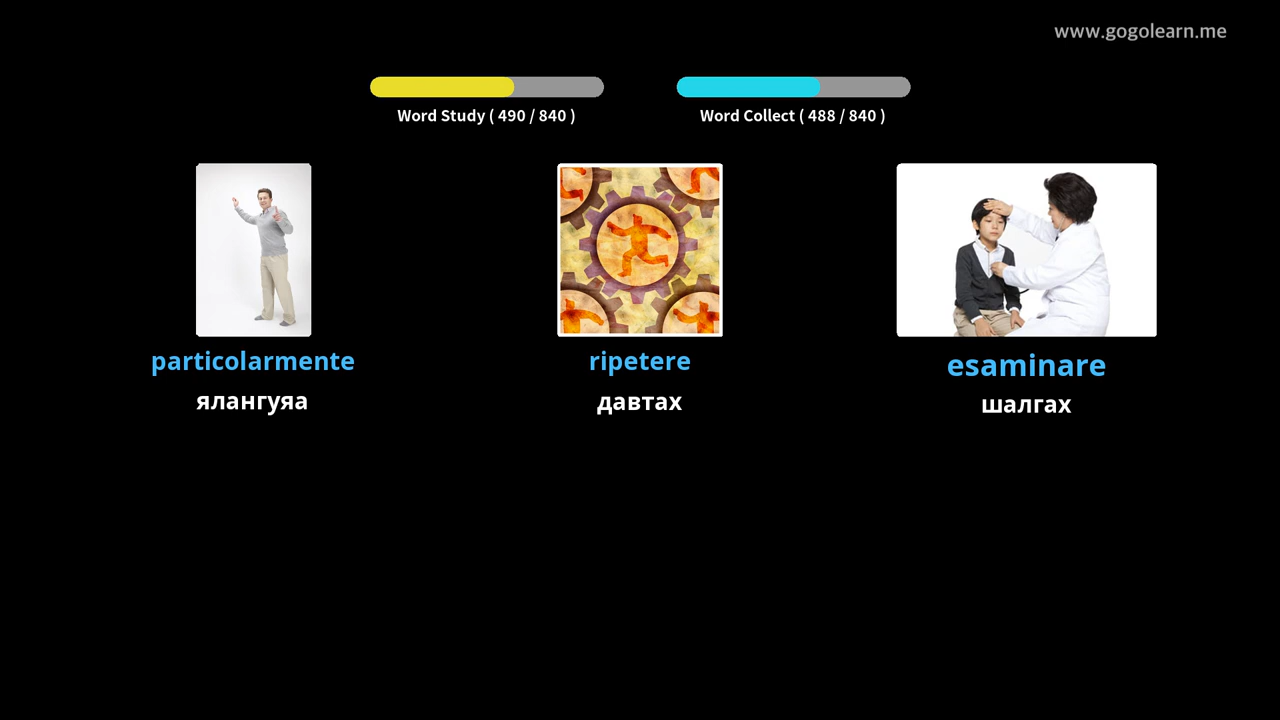 www.gogolearn.me
Word Study ( 490 / 840 )
Word Collect ( 488 / 840 )
particolarmente
ялангуяа
ripetere
давтах
esaminare
шалгах